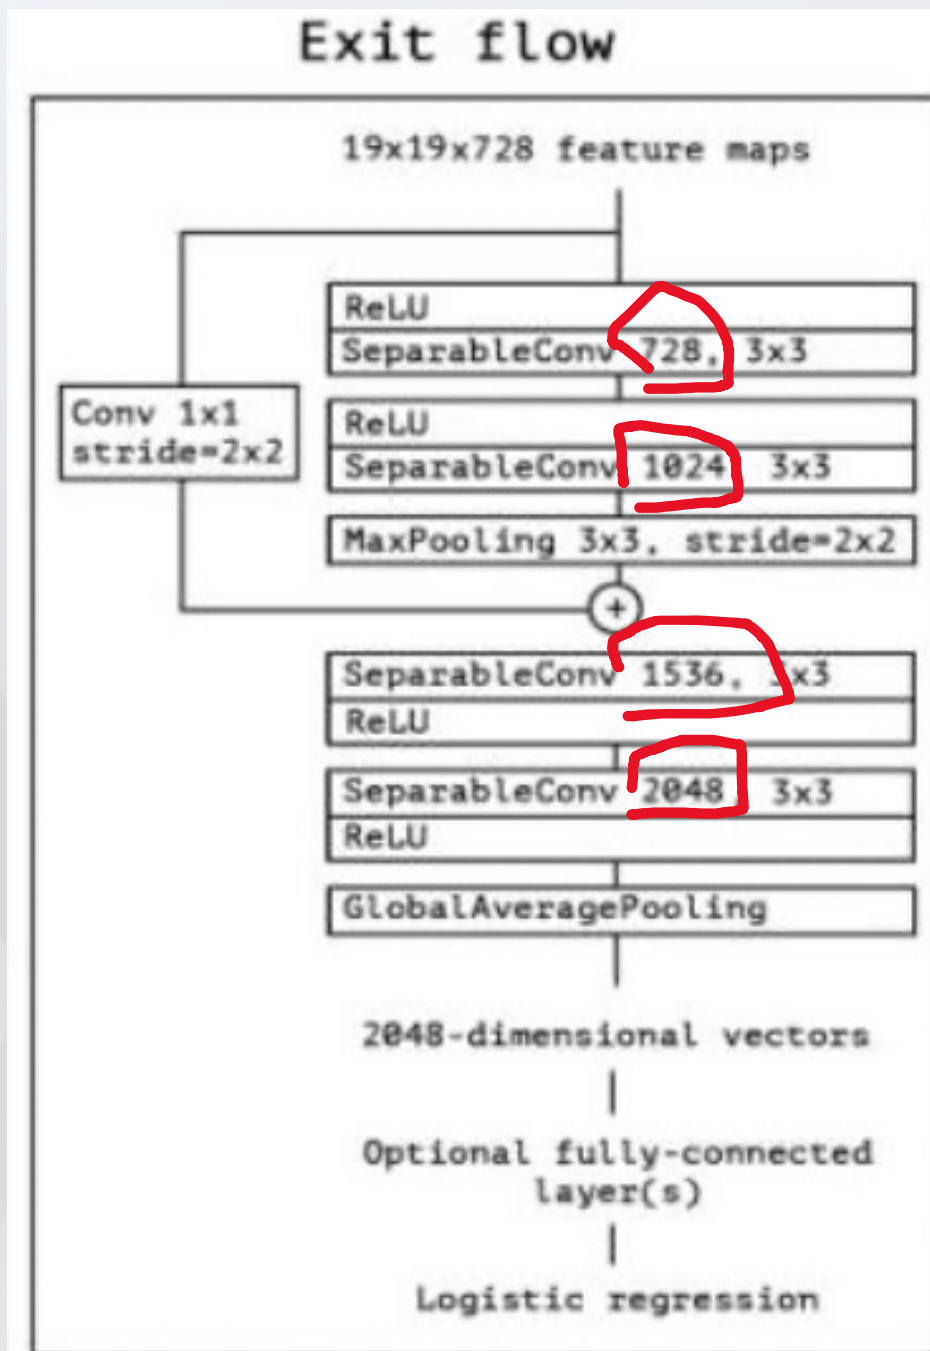 Exit flow
19x19x728 feature maps
ReLU
SeparableConv 728, 3x3
Conv 1x1
stride=2x2
ReLU
SeparableConv 1024, 3x3
MaxPooling 3x3, stride=2x2
+
SeparableConv 1536, 3x3
ReLU
SeparableConv 2048, 3x3
ReLU
GlobalAveragePooling
2048-dimensional vectors
Optional fully-connected
layer(s)
Logistic regression